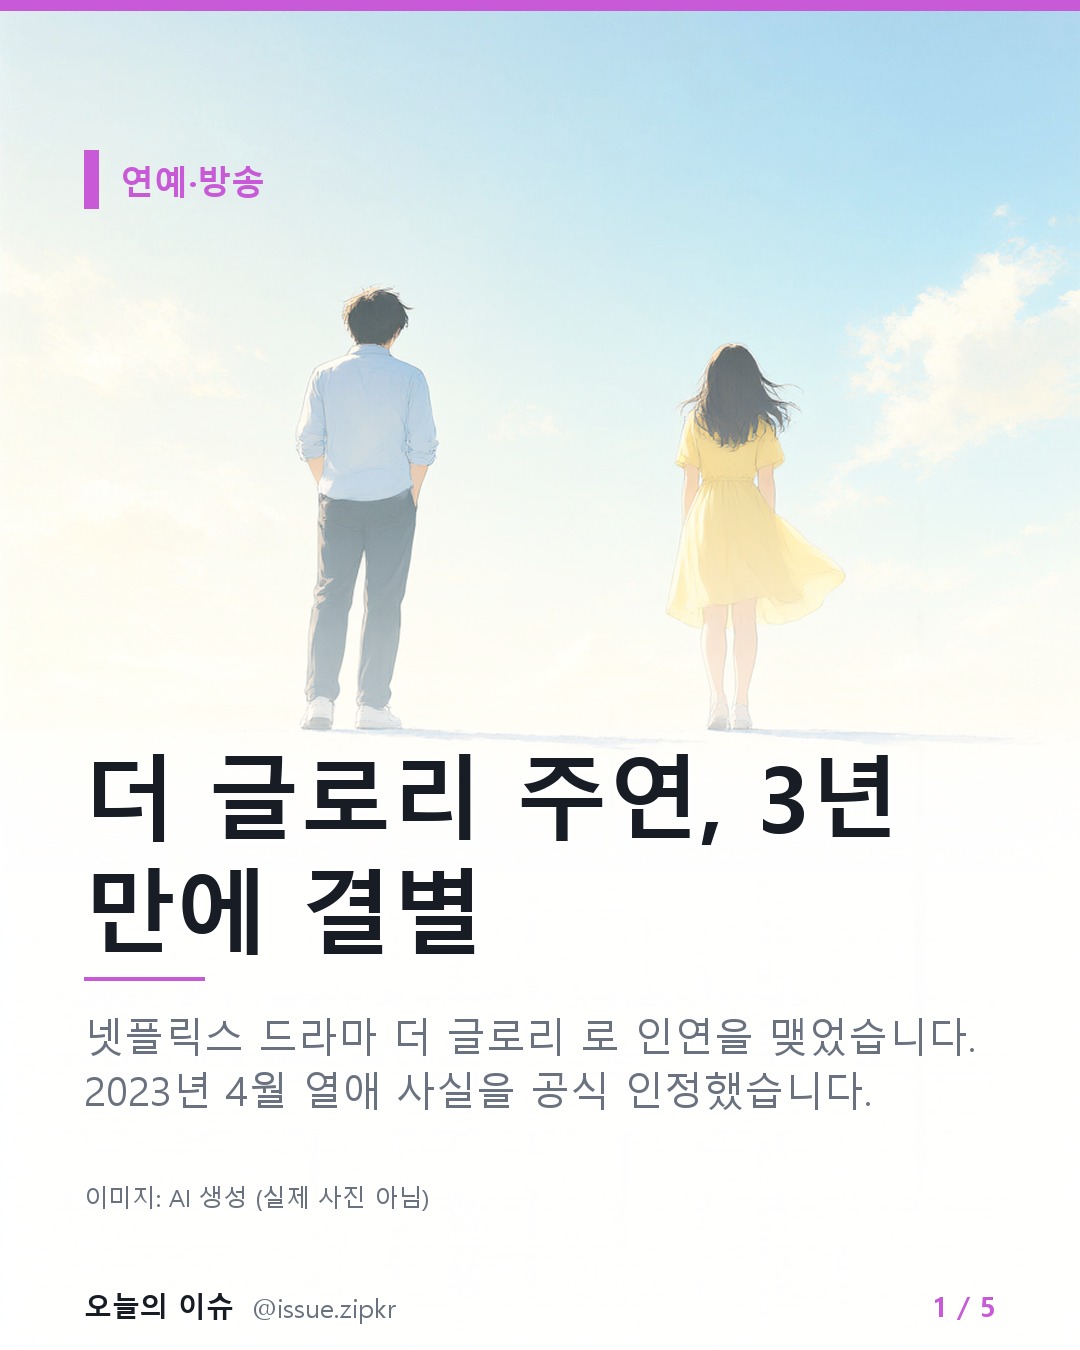 연예·방송
더 글로리 주연, 3년
만에 결별
넷플릭스 드라마 더 글로리 로 인연을 맺었습니다.
2023년 4월 열애 사실을 공식 인정했습니다.
이미지: AI 생성 (실제 사진 아님)
오늘의 이슈 @issue.zipkr
1 / 5